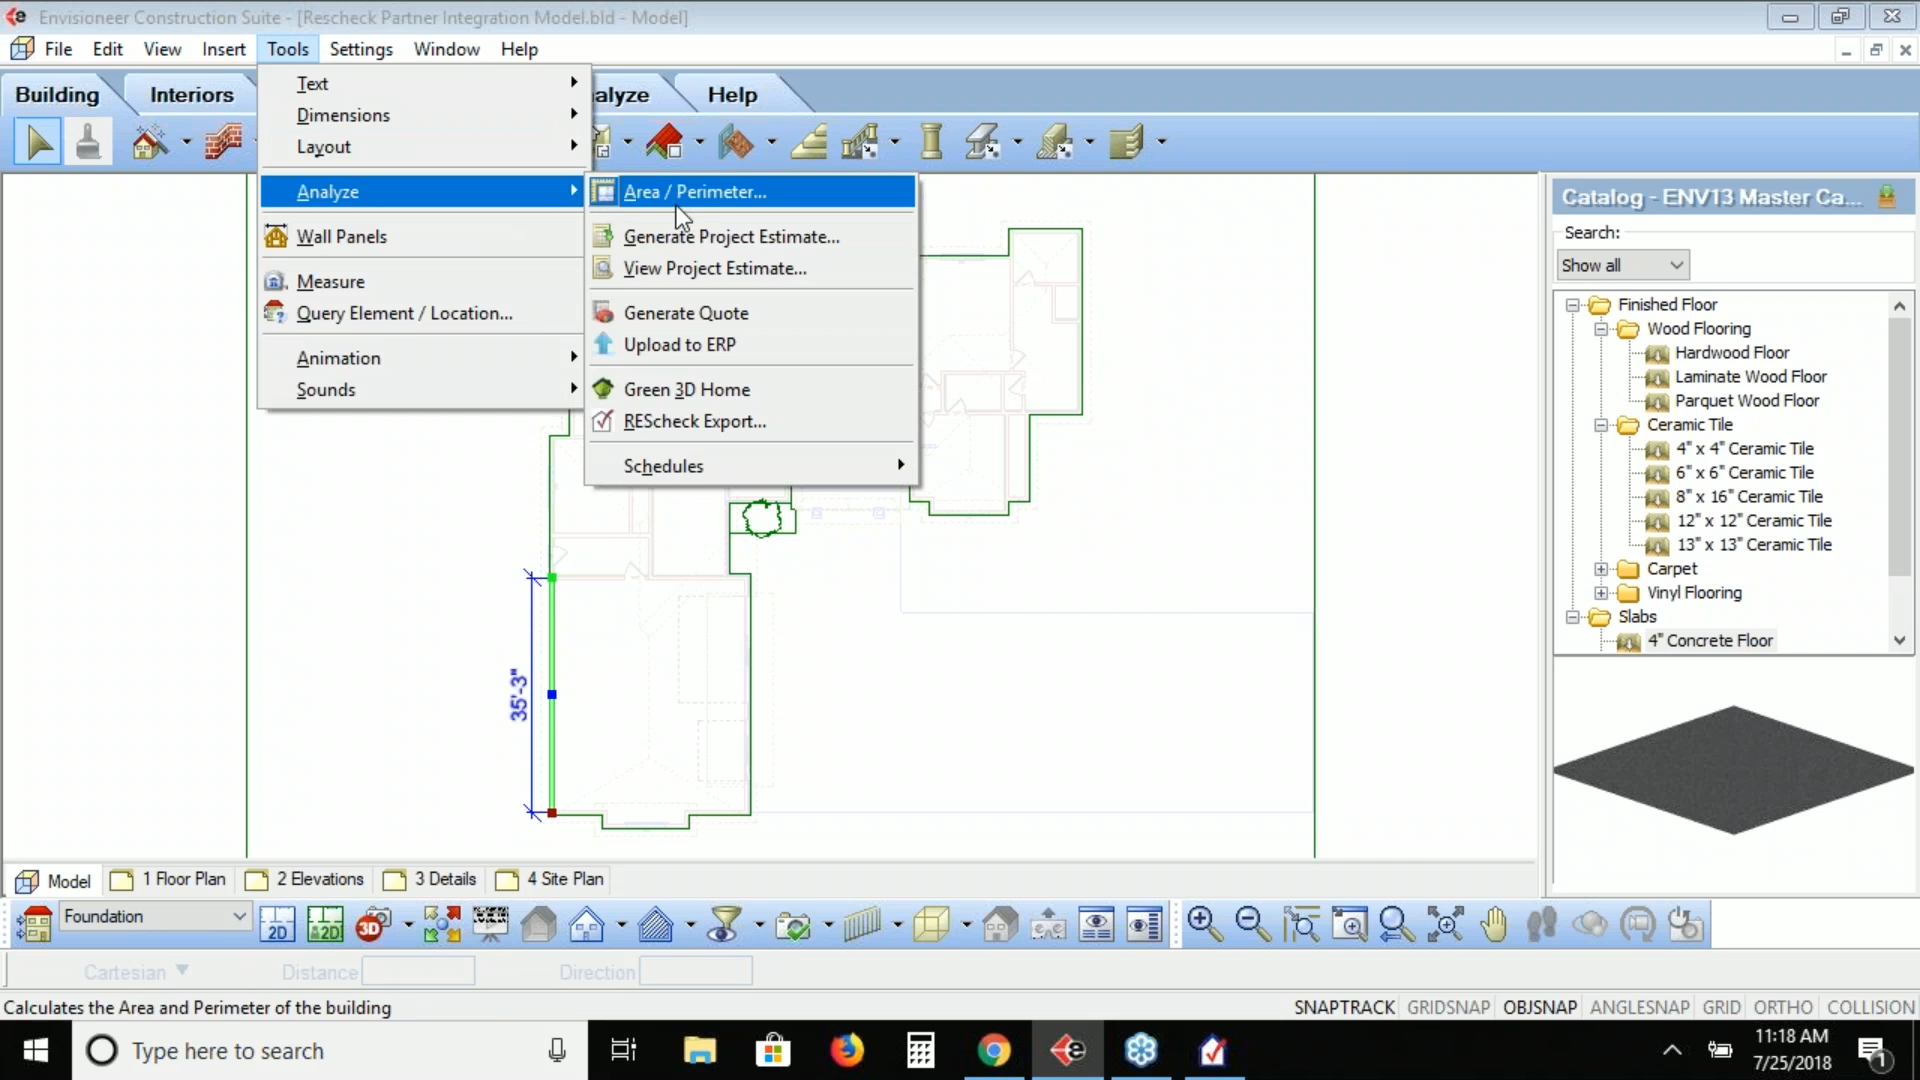 Envisioneer Construction Suite - [Rescheck Partner Integration Model.bld - Model]
File Edit View Insert Tools Settings Window Help
Building Interiors alyze Help
Text
Dimensions
Layout
Analyze
Wall Panels
Measure
Query Element / Location...
Animation
Sounds
Area / Perimeter...
Generate Project Estimate...
View Project Estimate...
Generate Quote
Upload to ERP
Green 3D Home
REScheck Export...
Schedules
35'-3"
Catalog - ENV13 Master Ca...
Search:
Show all
Finished Floor
Wood Flooring
Hardwood Floor
Laminate Wood Floor
Parquet Wood Floor
Ceramic Tile
4" x 4" Ceramic Tile
6" x 6" Ceramic Tile
8" x 16" Ceramic Tile
12" x 12" Ceramic Tile
13" x 13" Ceramic Tile
Carpet
Vinyl Flooring
Slabs
4" Concrete Floor
Model 1 Floor Plan 2 Elevations 3 Details 4 Site Plan
Foundation 2D 2D 3D
Cartesian Distance Direction
Calculates the Area and Perimeter of the building
SNAPTRACK GRIDSNAP OBJSNAP ANGLESNAP GRID ORTHO COLLISION
Type here to search
11:18 AM
7/25/2018
1